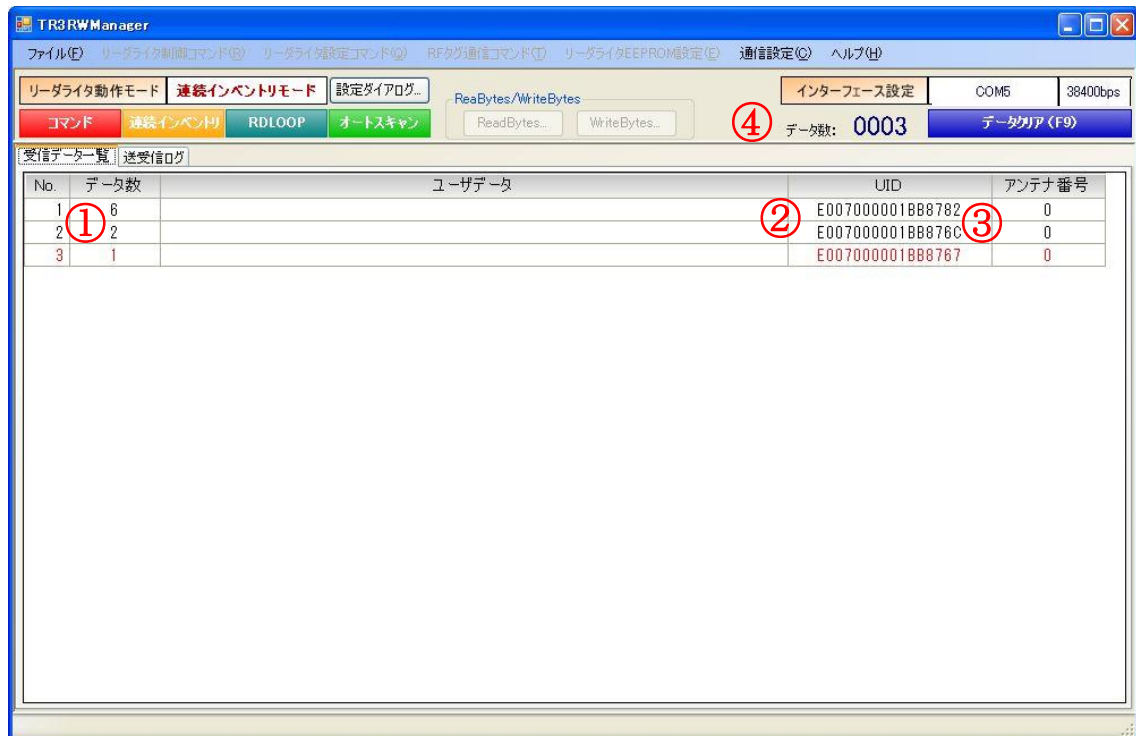 TR3RWManager
ファイル(F) リーダライタ制御コマンド(R) リーダライタ設定コマンド(Q) RFタグ通信コマンド(T) リーダライタEEPROM設定(E) 通信設定(C) ヘルプ(H)
リーダライタ動作モード 連続インベントリモード 設定ダイアログ... ReaBytes/WriteBytes インターフェース設定 COM5 38400bps
コマンド 連続インベントリ RDLOOP オートスキャン ReadBytes... WriteBytes... ④ データ数: 0003 データクリア(F9)
受信データ一覧 送受信ログ
No. データ数 ユーザデータ UID アンテナ番号
1 6 E007000001BB8782 0
① ② ③
2 2 E007000001BB876C 0
3 1 E007000001BB8767 0